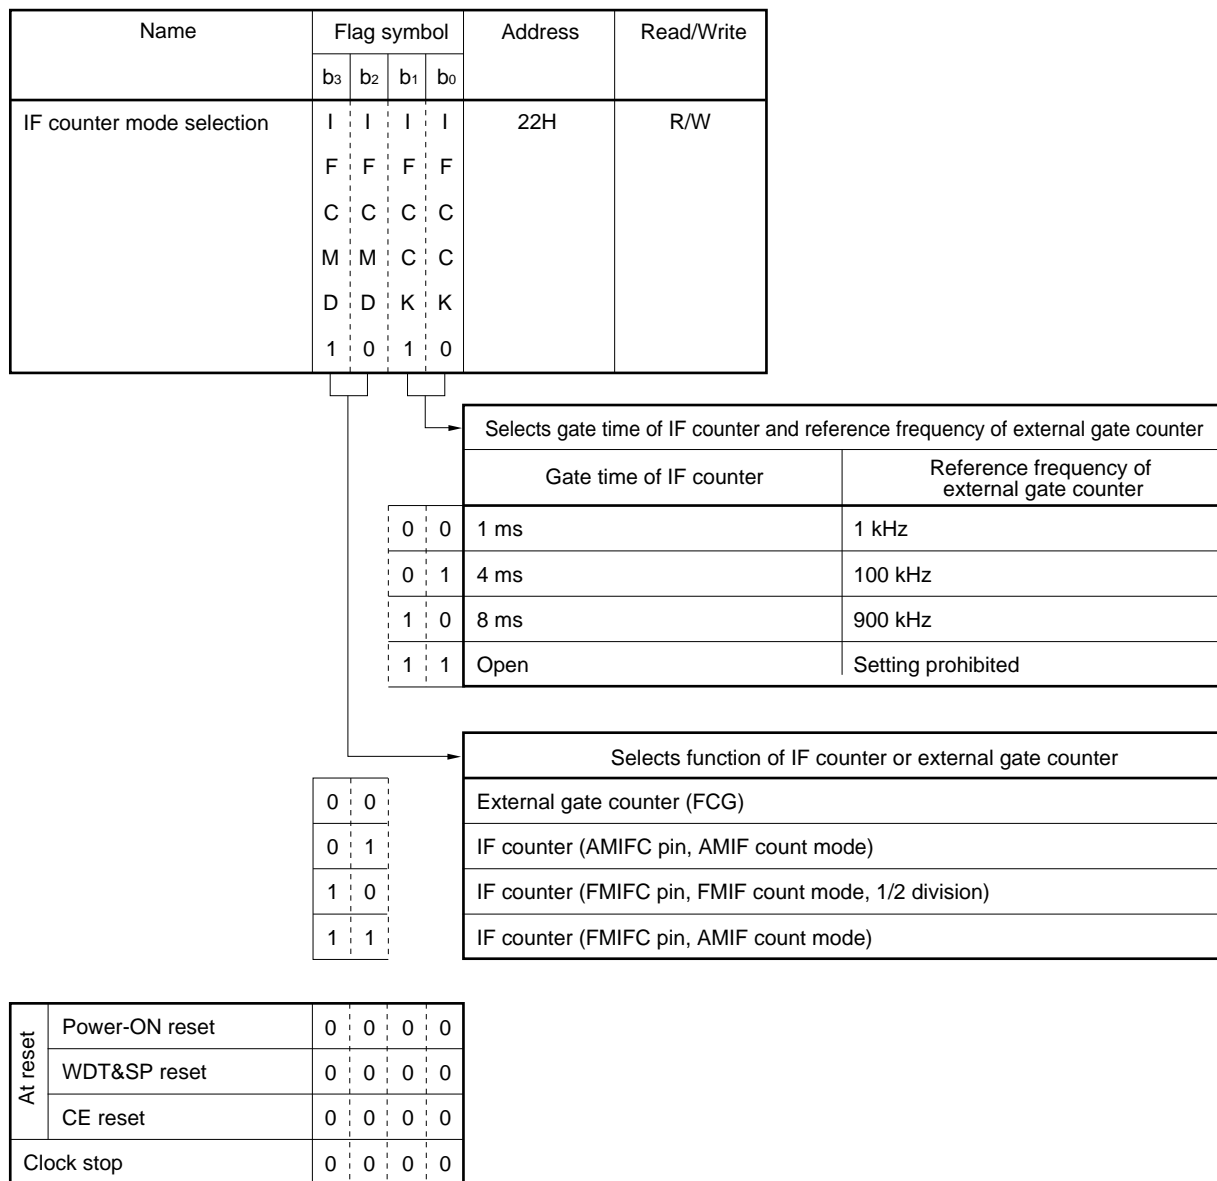 Name Flag symbol Address Read/Write
b3 b2 b1 b0
IF counter mode selection I I I I 22H R/W
F F F F
C C C C
M M C C
D D K K
1 0 1 0
Selects gate time of IF counter and reference frequency of external gate counter
Gate time of IF counter Reference frequency of external gate counter
0 0 1 ms 1 kHz
0 1 4 ms 100 kHz
1 0 8 ms 900 kHz
1 1 Open Setting prohibited
Selects function of IF counter or external gate counter
0 0 External gate counter (FCG)
0 1 IF counter (AMIFC pin, AMIF count mode)
1 0 IF counter (FMIFC pin, FMIF count mode, 1/2 division)
1 1 IF counter (FMIFC pin, AMIF count mode)
At reset
Power-ON reset 0 0 0 0
WDT&SP reset 0 0 0 0
CE reset 0 0 0 0
Clock stop 0 0 0 0